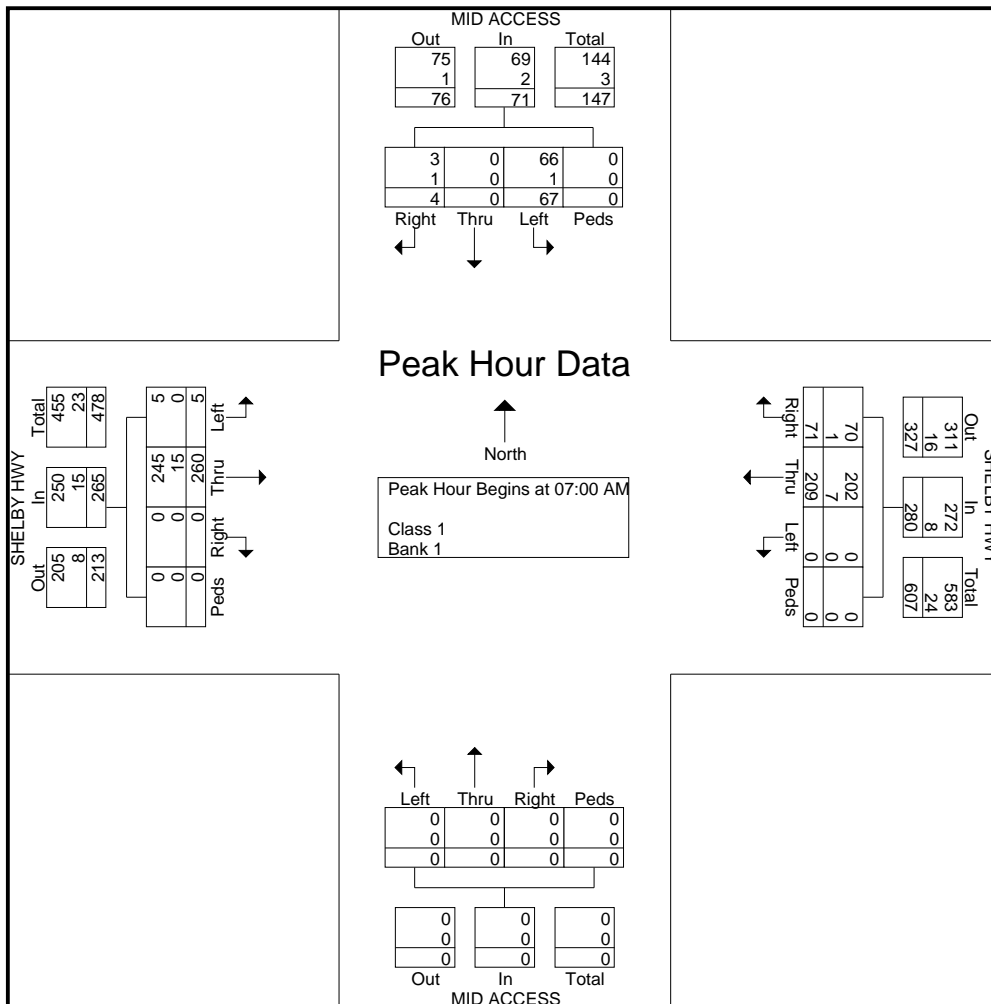 MID ACCESS
Out In Total
75 69 144
1 2 3
76 71 147
3 0 66 0
1 0 1 0
4 0 67 0
Right Thru Left Peds
Peak Hour Data
North
Peak Hour Begins at 07:00 AM
Class 1
Bank 1
SHELBY HWY
Total In Out
455 250 205
23 15 8
478 265 213
5 245 0 0
0 15 0 0
5 260 0 0
Left Thru Right Peds
SHELBY HWY
Out In Total
311 272 583
16 8 24
327 280 607
70 202 0 0
1 7 0 0
71 209 0 0
Right Thru Left Peds
Left Thru Right Peds
0 0 0 0
0 0 0 0
0 0 0 0
0 0 0
0 0 0
0 0 0
Out In Total
MID ACCESS